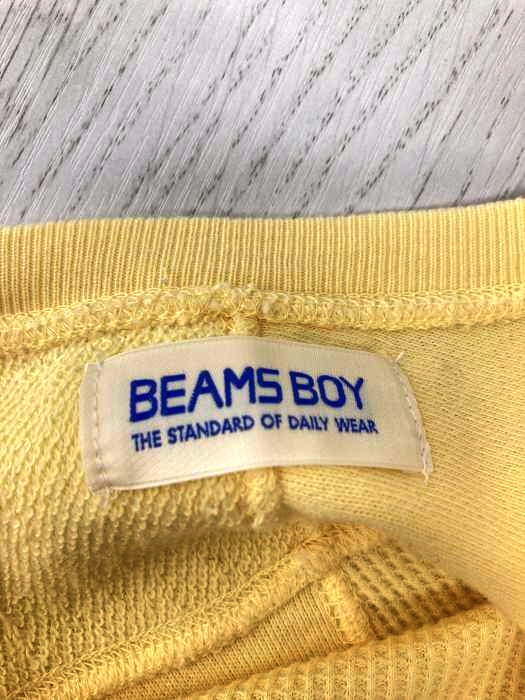 BEAMS BOY
THE STANDARD OF DAILY WEAR